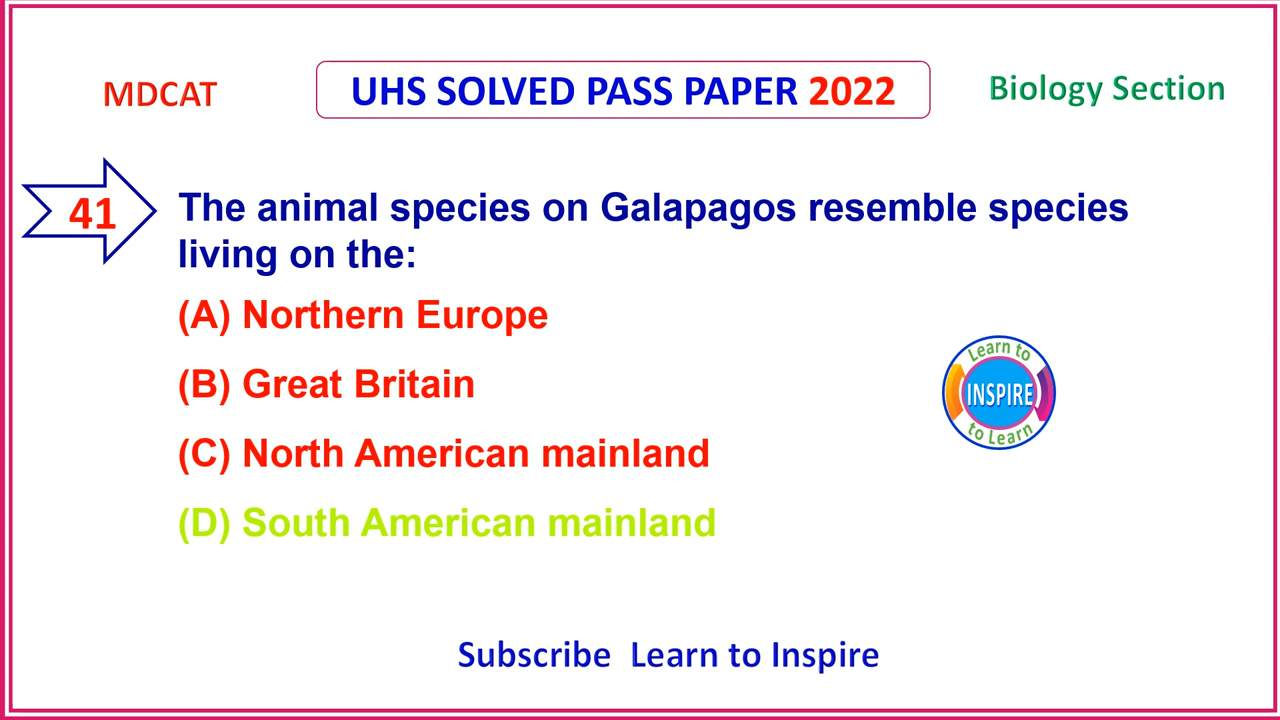 MDCAT
UHS SOLVED PASS PAPER 2022
Biology Section
41
The animal species on Galapagos resemble species
living on the:
(A) Northern Europe
(B) Great Britain
(C) North American mainland
(D) South American mainland
Learn to
INSPIRE
to Learn
Subscribe Learn to Inspire